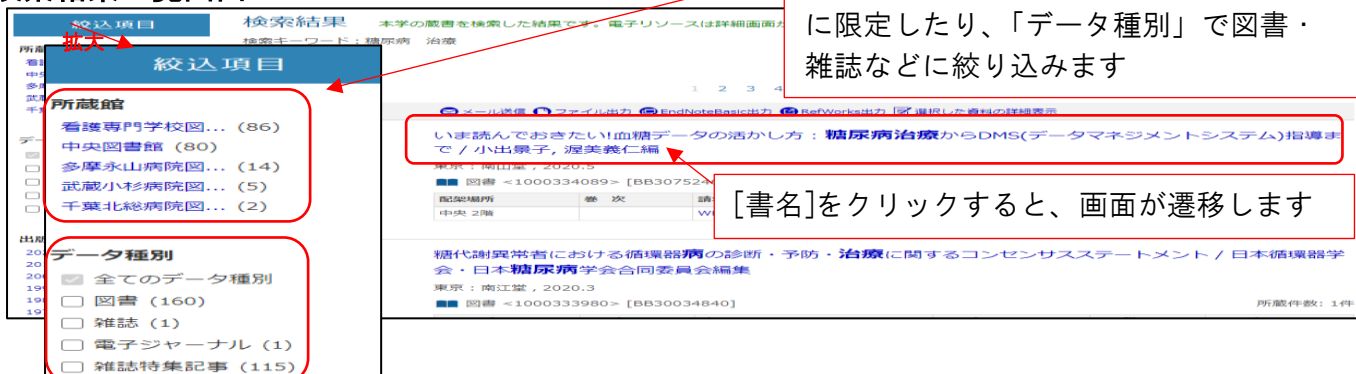 絞込項目
検索結果 本学の蔵書を検索した結果です。電子リソースは詳細画面
検索キーワード：糖尿病 治療
拡大
に限定したり、「データ種別」で図書・
雑誌などに絞り込みます
絞込項目
所蔵館
看護専門学校図... (86)
中央図書館 (80)
多摩永山病院図... (14)
武蔵小杉病院図... (5)
千葉北総病院図... (2)
データ種別
全てのデータ種別
図書 (160)
雑誌 (1)
電子ジャーナル (1)
雑誌特集記事 (115)
1 2 3 4
メール送信 ファイル出力 EndNoteBasic出力 RefWorks出力 選択した資料の詳細表示
いま読んでおきたい!血糖データの活かし方：糖尿病治療からDMS(データマネジメントシステム)指導ま
で / 小出景子, 渥美義仁編
東京：南山堂, 2020.5
図書 <1000334089> [BB307524
配架場所 巻 次 請
中央 2階
[書名]をクリックすると、画面が遷移します
糖代謝異常者における循環器病の診断・予防・治療に関するコンセンサスステートメント / 日本循環器学
会・日本糖尿病学会合同委員会編集
東京：南江堂, 2020.3
図書 <1000333980> [BB30034840]
所蔵件数: 1件